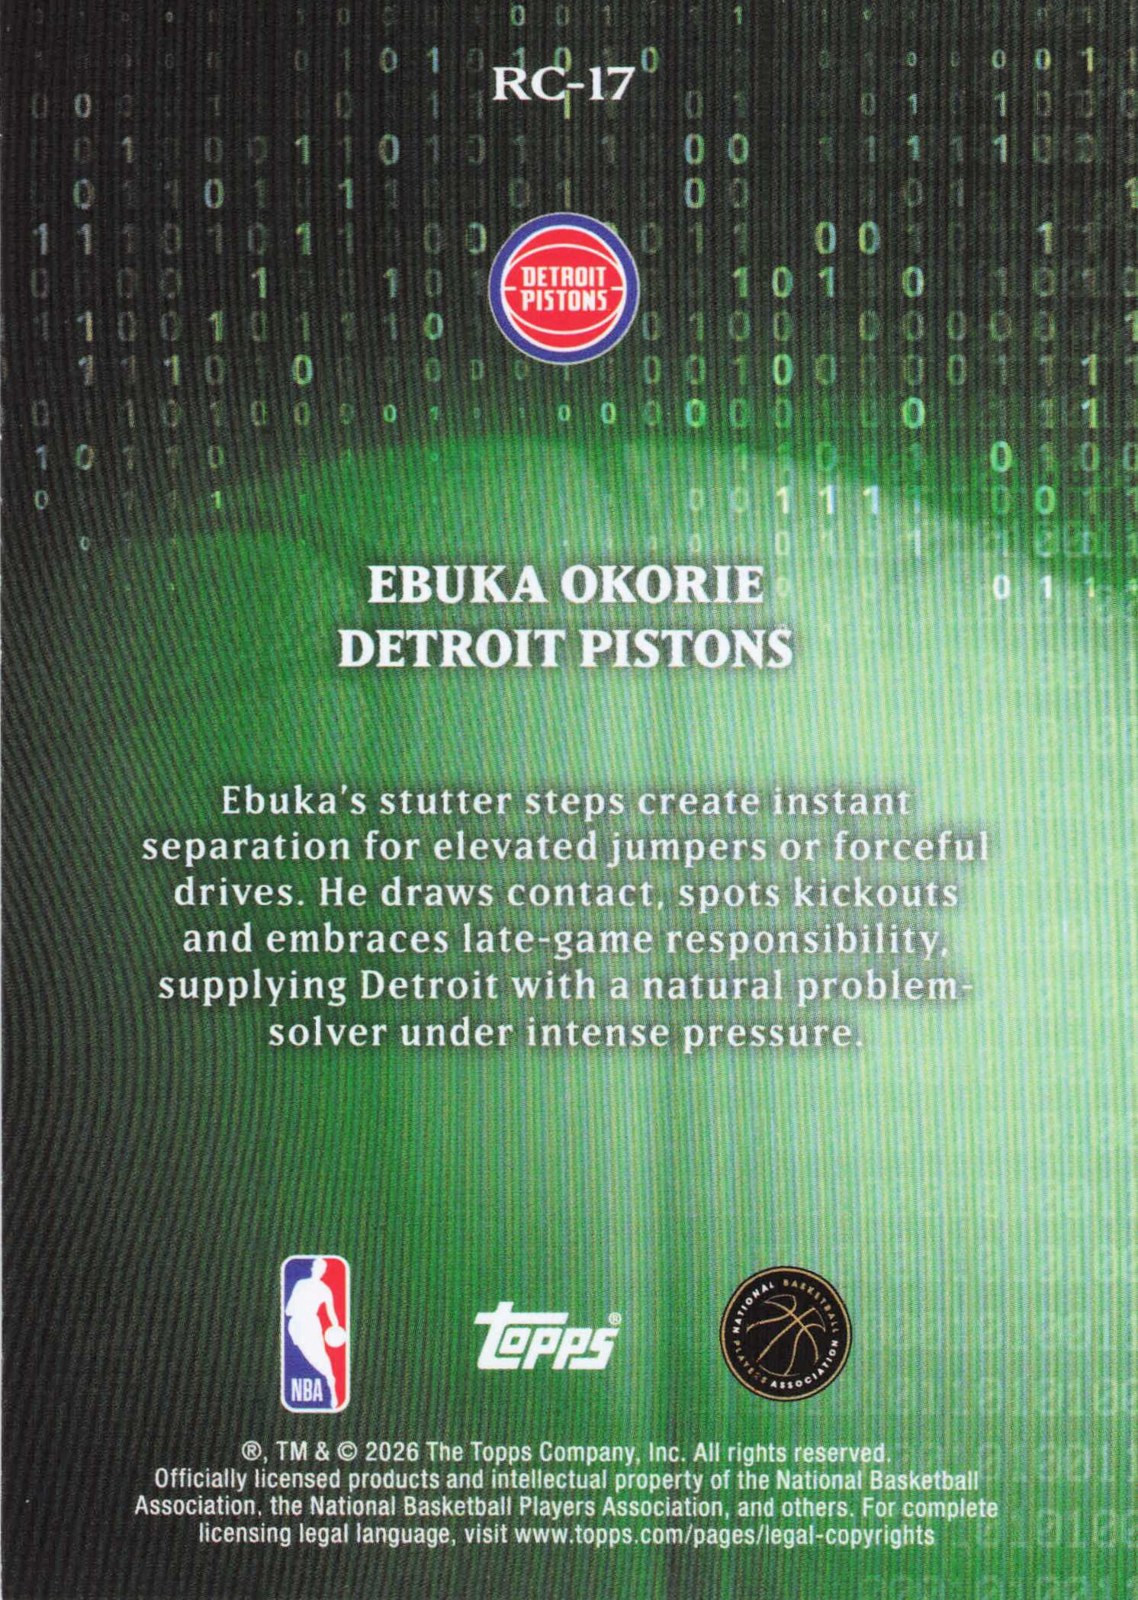 RC-17
DETROIT
PISTONS
EBUKA OKORIE
DETROIT PISTONS
Ebuka's stutter steps create instant
separation for elevated jumpers or forceful
drives. He draws contact, spots kickouts
and embraces late-game responsibility,
supplying Detroit with a natural problem-
solver under intense pressure.
NBA
topps®
NATIONAL BASKETBALL
PLAYERS ASSOCIATION
®, TM & © 2026 The Topps Company, Inc. All rights reserved.
Officially licensed products and intellectual property of the National Basketball
Association, the National Basketball Players Association, and others. For complete
licensing legal language, visit www.topps.com/pages/legal-copyrights